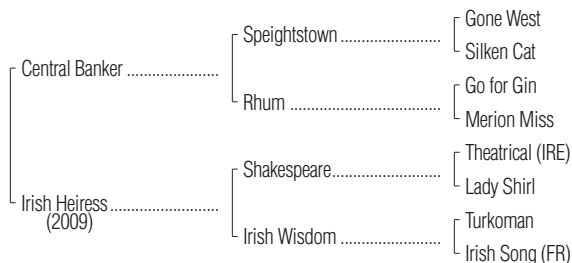 Gone West
Speightstown ........................
Silken Cat
Central Banker ......................
Go for Gin
Rhum ....................................
Merion Miss
Theatrical (IRE)
Shakespeare..........................
Lady Shirl
Irish Heiress ..........................
(2009)
Turkoman
Irish Wisdom ........................
Irish Song (FR)